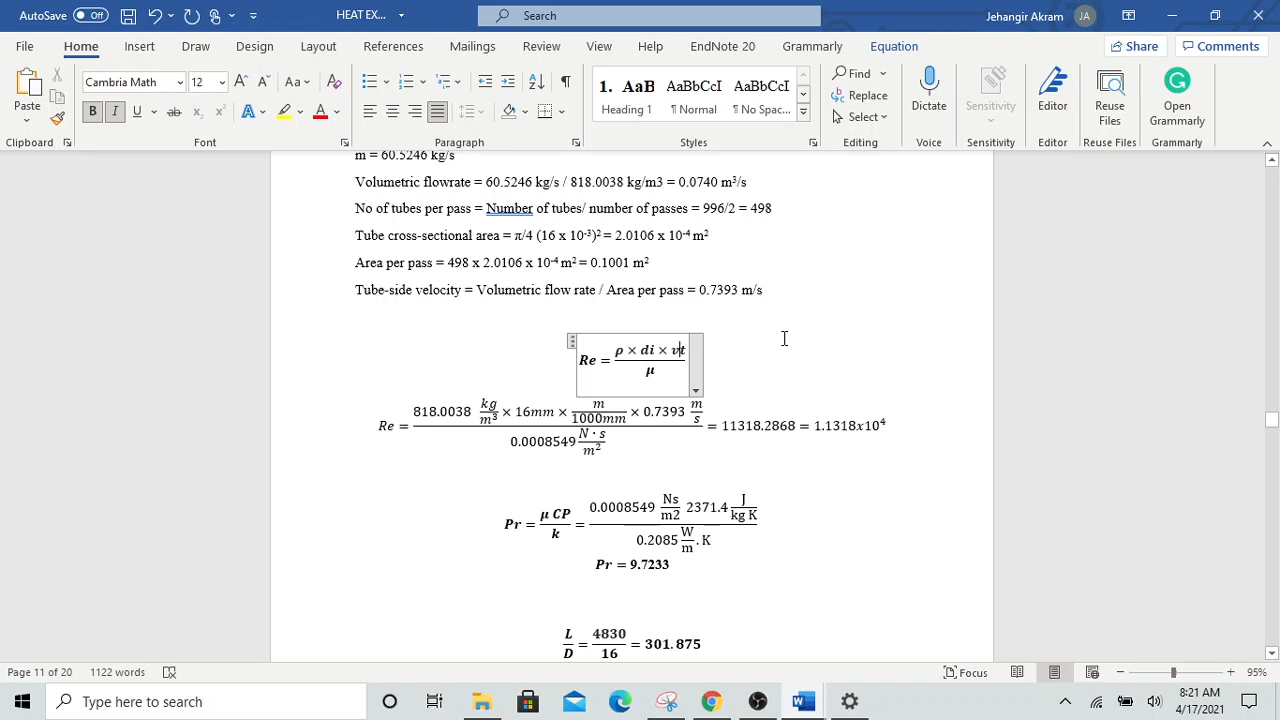 AutoSave Off HEAT EX... Search Jehangir Akram JA
File Home Insert Draw Design Layout References Mailings Review View Help EndNote 20 Grammarly Equation Share Comments
Paste Cambria Math 12 A A Aa A Find Replace Select Dictate Sensitivity Editor Reuse Files Open Grammarly
B I U ab x₂ x² A A 1. AaB Heading 1 AaBbCcI ¶ Normal AaBbCcI ¶ No Spac...
Clipboard Font Paragraph Styles Editing Voice Sensitivity Editor Reuse Files Grammarly
m = 60.5246 kg/s
Volumetric flowrate = 60.5246 kg/s / 818.0038 kg/m3 = 0.0740 m³/s
No of tubes per pass = Number of tubes/ number of passes = 996/2 = 498
Tube cross-sectional area = π/4 (16 x 10⁻³)² = 2.0106 x 10⁻⁴ m²
Area per pass = 498 x 2.0106 x 10⁻⁴ m² = 0.1001 m²
Tube-side velocity = Volumetric flow rate / Area per pass = 0.7393 m/s
Re = ρ × di × vt / μ
Re = 818.0038 kg/m³ × 16mm × m/1000mm × 0.7393 m/s / 0.0008549 N · s/m² = 11318.2868 = 1.1318x10⁴
Pr = μ CP / k = 0.0008549 Ns/m2 2371.4 J/kg K / 0.2085 W/m . K
Pr = 9.7233
L/D = 4830/16 = 301.875
Page 11 of 20 1122 words Focus 95%
Type here to search 8:21 AM
4/17/2021